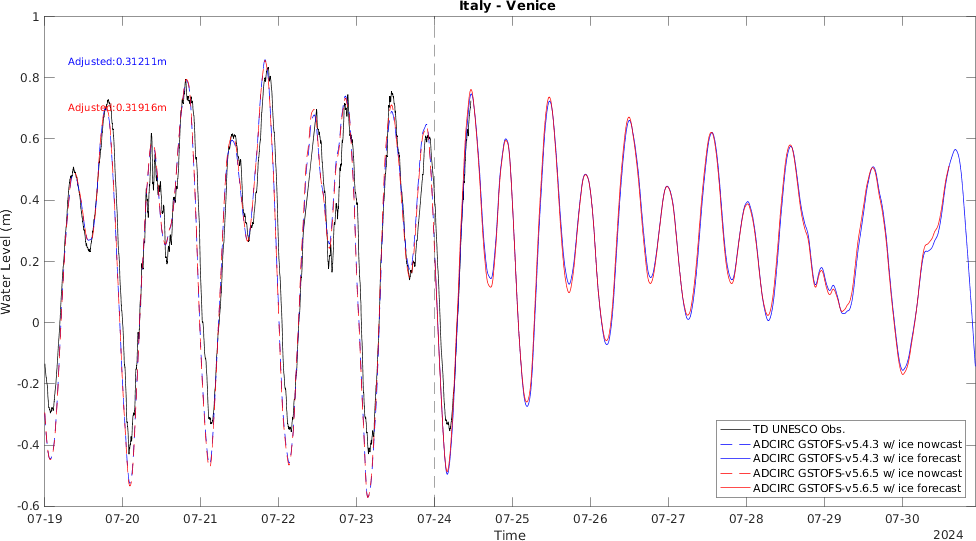 Italy - Venice
Adjusted:0.31211m
Adjusted:0.31916m
Water Level (m)
1
0.8
0.6
0.4
0.2
0
-0.2
-0.4
-0.6
07-19 07-20 07-21 07-22 07-23 07-24 07-25 07-26 07-27 07-28 07-29 07-30
Time
2024
TD UNESCO Obs.
ADCIRC GSTOFS-v5.4.3 w/ ice nowcast
ADCIRC GSTOFS-v5.4.3 w/ ice forecast
ADCIRC GSTOFS-v5.6.5 w/ ice nowcast
ADCIRC GSTOFS-v5.6.5 w/ ice forecast